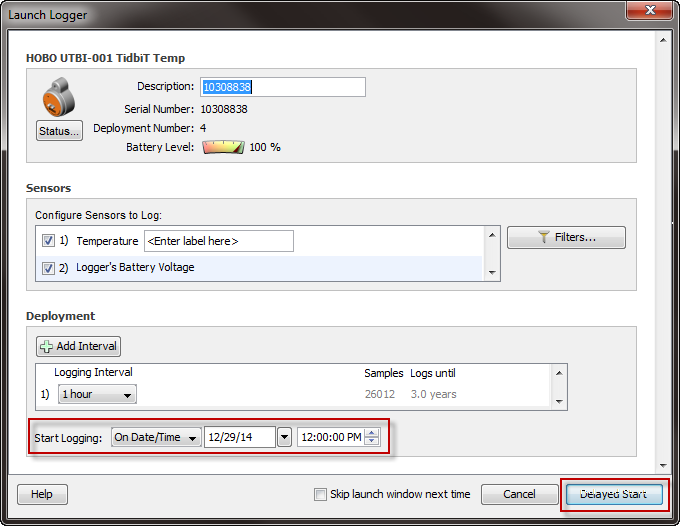 Launch Logger
HOBO UTBI-001 TidbiT Temp
Description: 10308838
Serial Number: 10308838
Status... Deployment Number: 4
Battery Level: 100 %
Sensors
Configure Sensors to Log:
1) Temperature <Enter label here> Filters...
2) Logger's Battery Voltage
Deployment
Add Interval
Logging Interval Samples Logs until
1) 1 hour 26012 3.0 years
Start Logging: On Date/Time 12/29/14 12:00:00 PM
Help Skip launch window next time Cancel Delayed Start